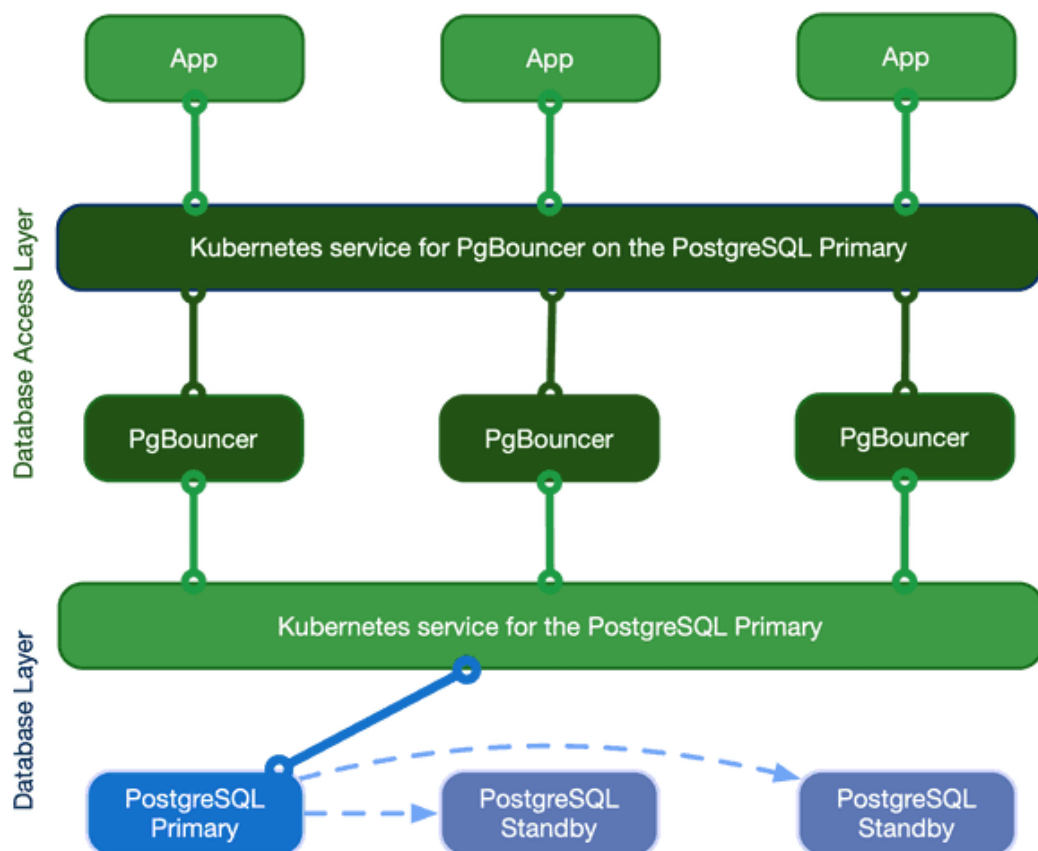 App
App
App
Database Access Layer
Kubernetes service for PgBouncer on the PostgreSQL Primary
PgBouncer
PgBouncer
PgBouncer
Database Layer
Kubernetes service for the PostgreSQL Primary
PostgreSQL
Primary
PostgreSQL
Standby
PostgreSQL
Standby